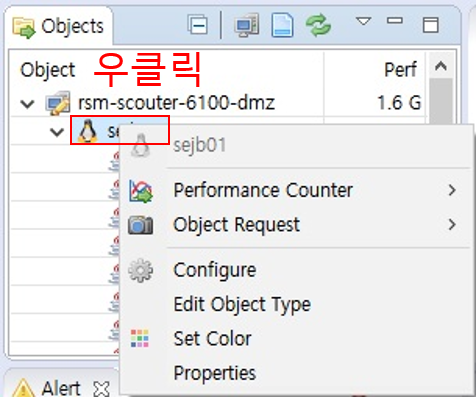 Objects
Object
Perf
우클릭
rsm-scouter-6100-dmz
1.6 G
sejb01
Performance Counter
Object Request
Configure
Edit Object Type
Set Color
Properties
Alert